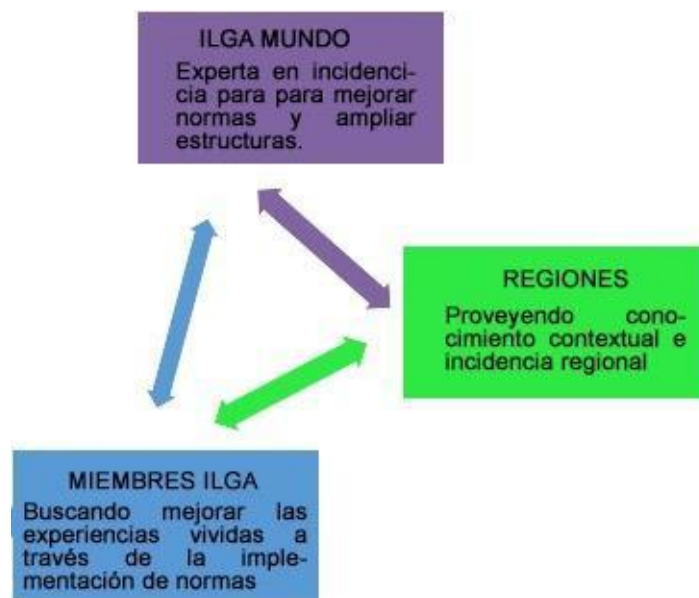 ILGA MUNDO
Experta en incidenci-
cia para para mejorar
normas y ampliar
estructuras.
REGIONES
Proveyendo cono-
cimiento contextual e
incidencia regional
MIEMBRES ILGA
Buscando mejorar las
experiencias vividas a
través de la imple-
mentación de normas